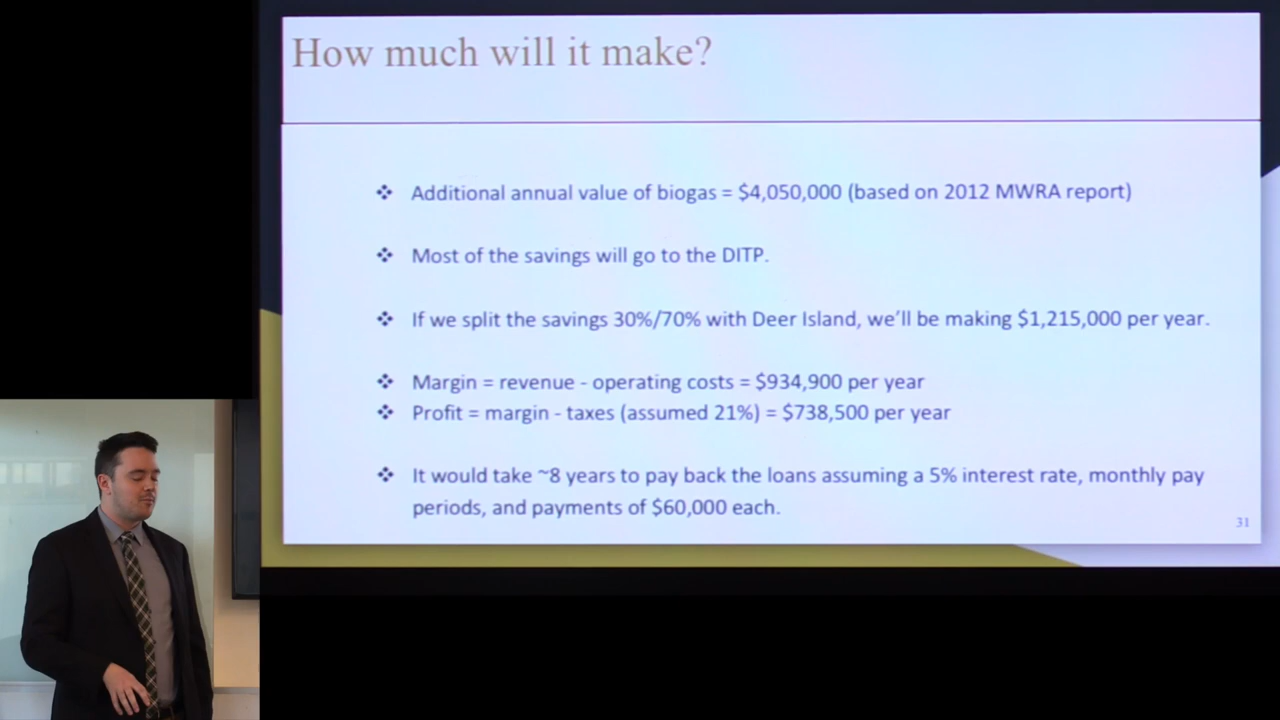 How much will it make?
❖ Additional annual value of biogas = $4,050,000 (based on 2012 MWRA report)
❖ Most of the savings will go to the DITP.
❖ If we split the savings 30%/70% with Deer Island, we'll be making $1,215,000 per year.
❖ Margin = revenue - operating costs = $934,900 per year
❖ Profit = margin - taxes (assumed 21%) = $738,500 per year
❖ It would take ~8 years to pay back the loans assuming a 5% interest rate, monthly pay
periods, and payments of $60,000 each.
31